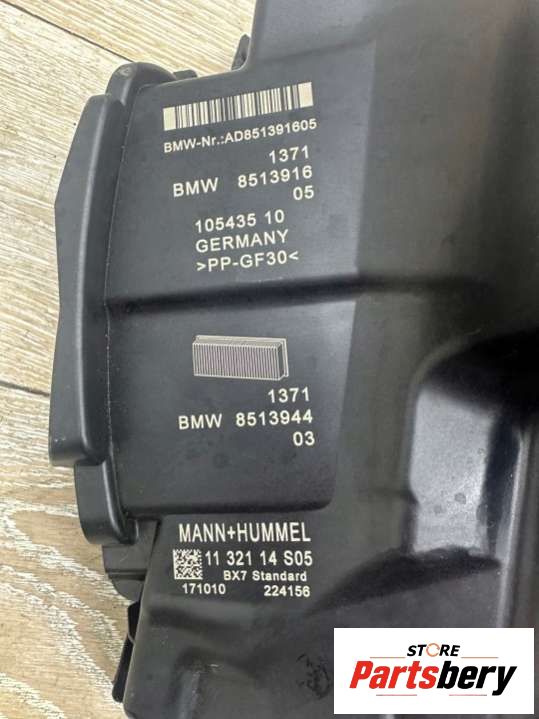 BMW-Nr.:AD851391605
1371
BMW 8513916
05
105435 10
GERMANY
>PP-GF30<
1371
BMW 8513944
03
MANN+HUMMEL
11 321 14 S05
BX7 Standard
171010 224156
STORE
Partsbery